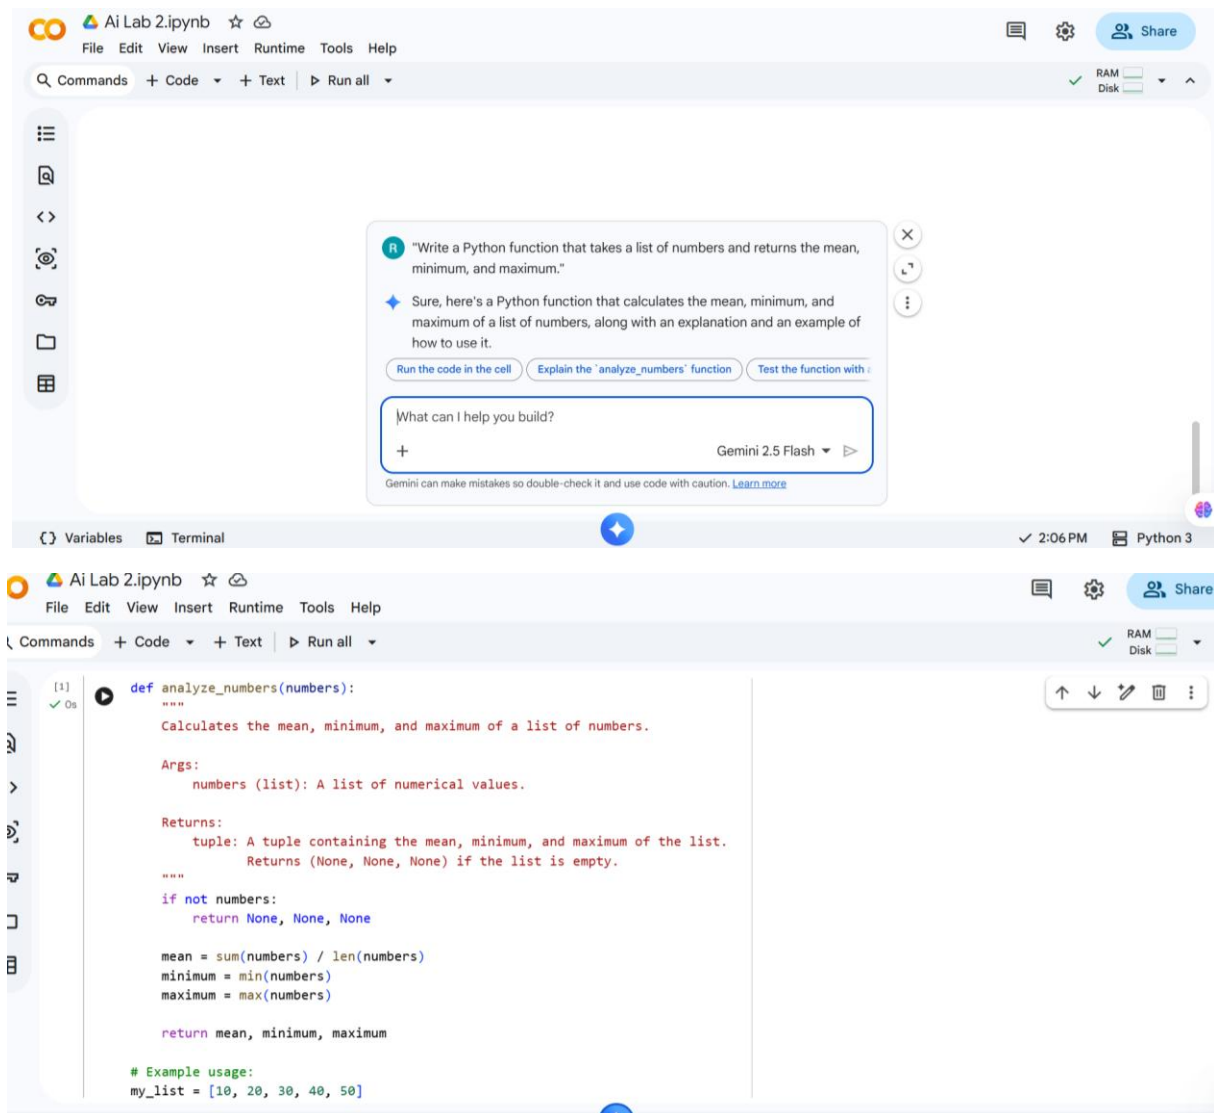 Ai Lab 2.ipynb
File Edit View Insert Runtime Tools Help
Share
Commands + Code + Text Run all
RAM
Disk
R "Write a Python function that takes a list of numbers and returns the mean,
minimum, and maximum."
Sure, here's a Python function that calculates the mean, minimum, and
maximum of a list of numbers, along with an explanation and an example of
how to use it.
Run the code in the cell Explain the `analyze_numbers` function Test the function with
What can I help you build?
+ Gemini 2.5 Flash
Gemini can make mistakes so double-check it and use code with caution. Learn more
{} Variables Terminal 2:06 PM Python 3
Ai Lab 2.ipynb
File Edit View Insert Runtime Tools Help
Share
Commands + Code + Text Run all
RAM
Disk
[1]
0s
def analyze_numbers(numbers):
"""
Calculates the mean, minimum, and maximum of a list of numbers.
Args:
numbers (list): A list of numerical values.
Returns:
tuple: A tuple containing the mean, minimum, and maximum of the list.
Returns (None, None, None) if the list is empty.
"""
if not numbers:
return None, None, None
mean = sum(numbers) / len(numbers)
minimum = min(numbers)
maximum = max(numbers)
return mean, minimum, maximum
# Example usage:
my_list = [10, 20, 30, 40, 50]